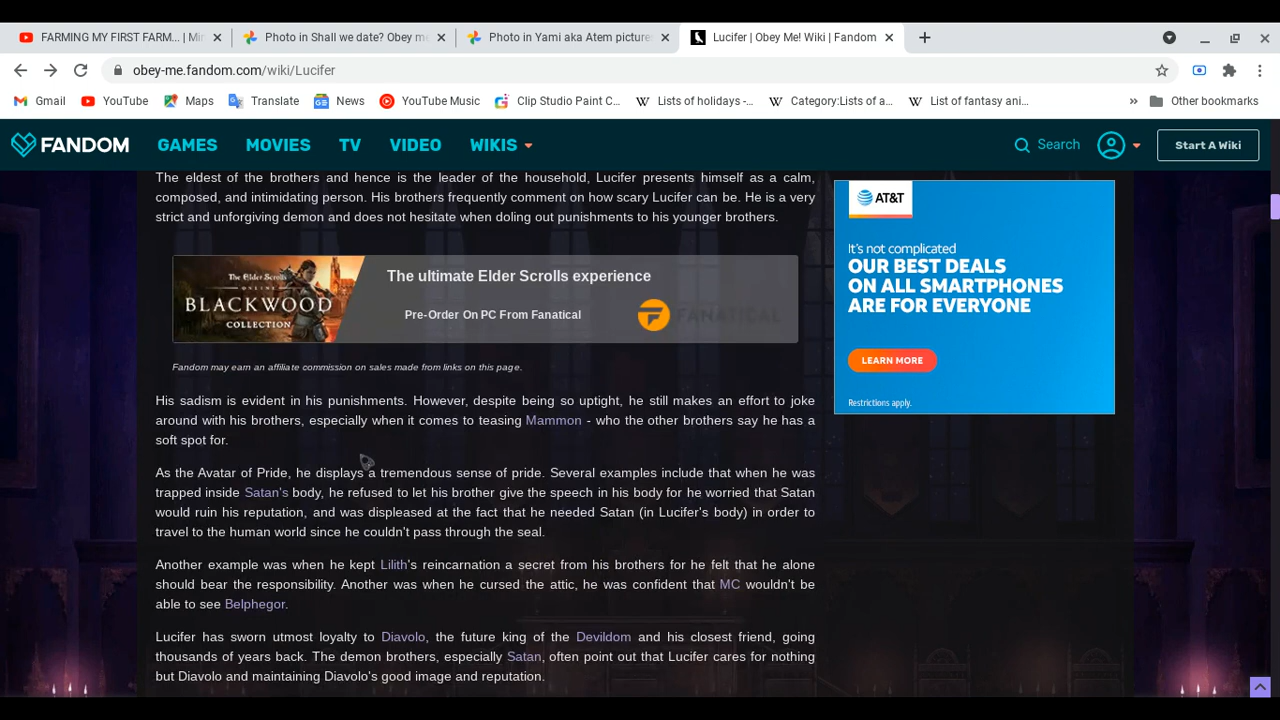 FARMING MY FIRST FARM... | Mi
Photo in Shall we date? Obey me
Photo in Yami aka Atem picture
Lucifer | Obey Me! Wiki | Fandom
obey-me.fandom.com/wiki/Lucifer
Gmail
YouTube
Maps
Translate
News
YouTube Music
Clip Studio Paint C...
Lists of holidays -...
Category:Lists of a...
List of fantasy ani...
Other bookmarks
FANDOM
GAMES
MOVIES
TV
VIDEO
WIKIS
Search
Start A Wiki
The eldest of the brothers and hence is the leader of the household, Lucifer presents himself as a calm,
composed, and intimidating person. His brothers frequently comment on how scary Lucifer can be. He is a very
strict and unforgiving demon and does not hesitate when doling out punishments to his younger brothers.
The Elder Scrolls
ONLINE
BLACKWOOD
COLLECTION
The ultimate Elder Scrolls experience
Pre-Order On PC From Fanatical
FANATICAL
Fandom may earn an affiliate commission on sales made from links on this page.
His sadism is evident in his punishments. However, despite being so uptight, he still makes an effort to joke
around with his brothers, especially when it comes to teasing Mammon - who the other brothers say he has a
soft spot for.
As the Avatar of Pride, he displays a tremendous sense of pride. Several examples include that when he was
trapped inside Satan's body, he refused to let his brother give the speech in his body for he worried that Satan
would ruin his reputation, and was displeased at the fact that he needed Satan (in Lucifer's body) in order to
travel to the human world since he couldn't pass through the seal.
Another example was when he kept Lilith's reincarnation a secret from his brothers for he felt that he alone
should bear the responsibility. Another was when he cursed the attic, he was confident that MC wouldn't be
able to see Belphegor.
Lucifer has sworn utmost loyalty to Diavolo, the future king of the Devildom and his closest friend, going
thousands of years back. The demon brothers, especially Satan, often point out that Lucifer cares for nothing
but Diavolo and maintaining Diavolo's good image and reputation.
AT&T
It's not complicated
OUR BEST DEALS
ON ALL SMARTPHONES
ARE FOR EVERYONE
LEARN MORE
Restrictions apply.